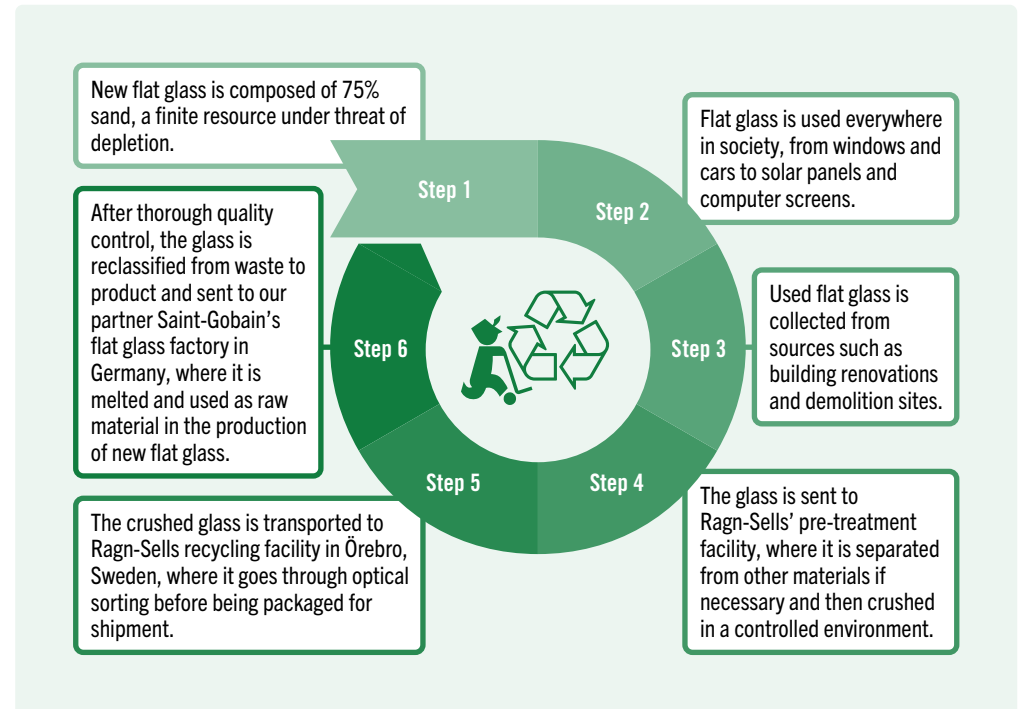 Step 1
New flat glass is composed of 75%
sand, a finite resource under threat of
depletion.
Step 2
Flat glass is used everywhere
in society, from windows and
cars to solar panels and
computer screens.
Step 3
Used flat glass is
collected from
sources such as
building renovations
and demolition sites.
Step 4
The glass is sent to
Ragn-Sells’ pre-treatment
facility, where it is separated
from other materials if
necessary and then crushed
in a controlled environment.
Step 5
The crushed glass is transported to
Ragn-Sells recycling facility in Örebro,
Sweden, where it goes through optical
sorting before being packaged for
shipment.
Step 6
After thorough quality
control, the glass is
reclassified from waste to
product and sent to our
partner Saint-Gobain’s
flat glass factory in
Germany, where it is
melted and used as raw
material in the production
of new flat glass.